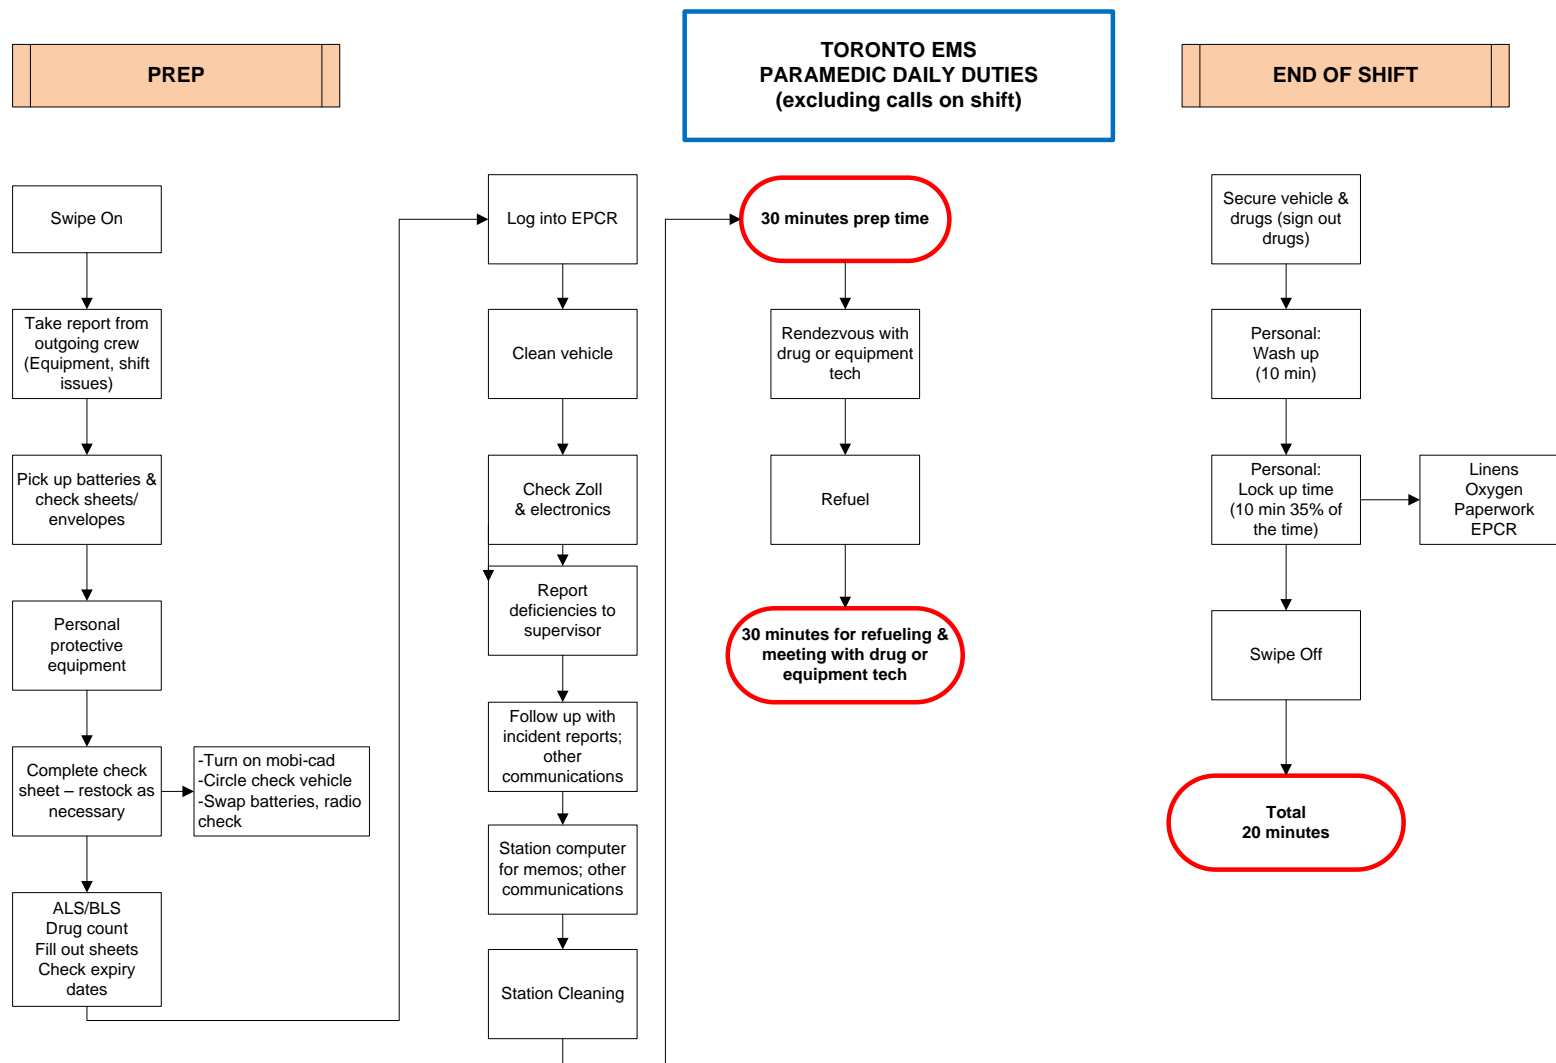 PREP
TORONTO EMS
PARAMEDIC DAILY DUTIES
(excluding calls on shift)
END OF SHIFT
Swipe On
Take report from
outgoing crew
(Equipment, shift
issues)
Pick up batteries &
check sheets/
envelopes
Personal
protective
equipment
Complete check
sheet – restock as
necessary
-Turn on mobi-cad
-Circle check vehicle
-Swap batteries, radio
check
ALS/BLS
Drug count
Fill out sheets
Check expiry
dates
Log into EPCR
Clean vehicle
Check Zoll
& electronics
Report
deficiencies to
supervisor
Follow up with
incident reports;
other
communications
Station computer
for memos; other
communications
Station Cleaning
30 minutes prep time
Rendezvous with
drug or equipment
tech
Refuel
30 minutes for refueling &
meeting with drug or
equipment tech
Secure vehicle &
drugs (sign out
drugs)
Personal:
Wash up
(10 min)
Personal:
Lock up time
(10 min 35% of
the time)
Linens
Oxygen
Paperwork
EPCR
Swipe Off
Total
20 minutes